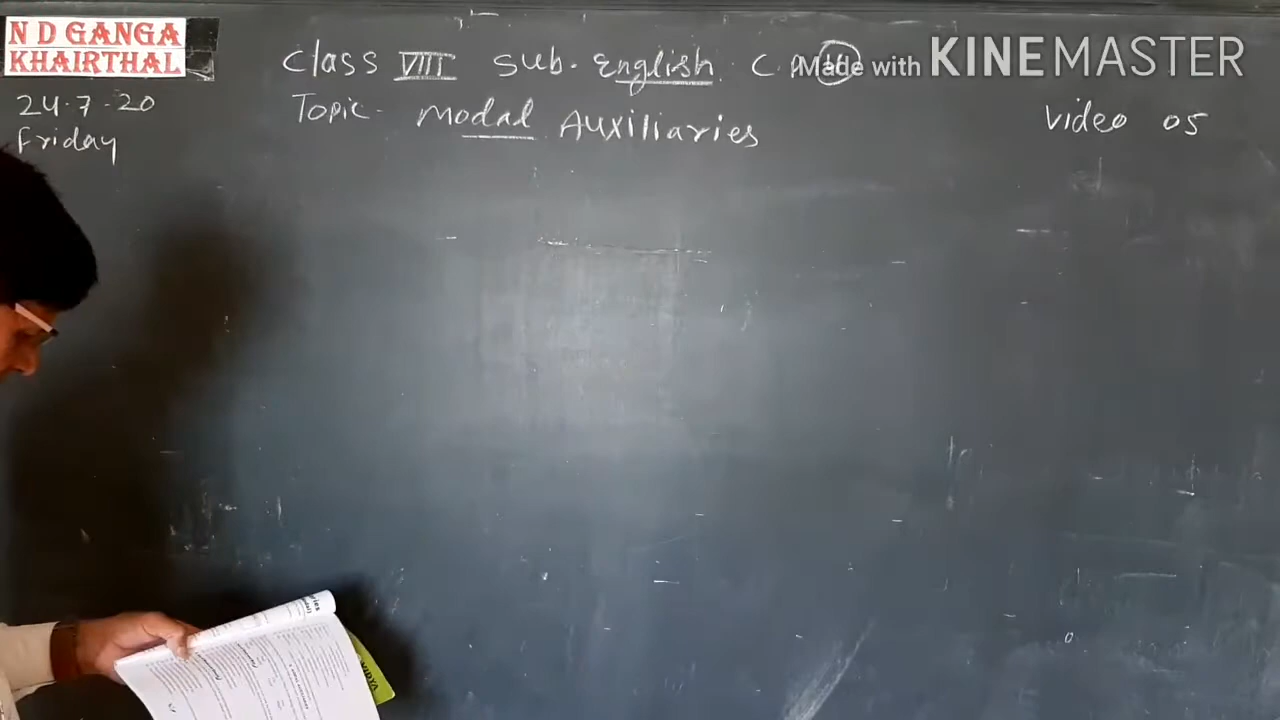 N D GANGA
KHAIRTHAL
24.7.20
Friday
Class VIII Sub. English C
Made with KINEMASTER
Topic - Modal Auxiliaries
Video 05